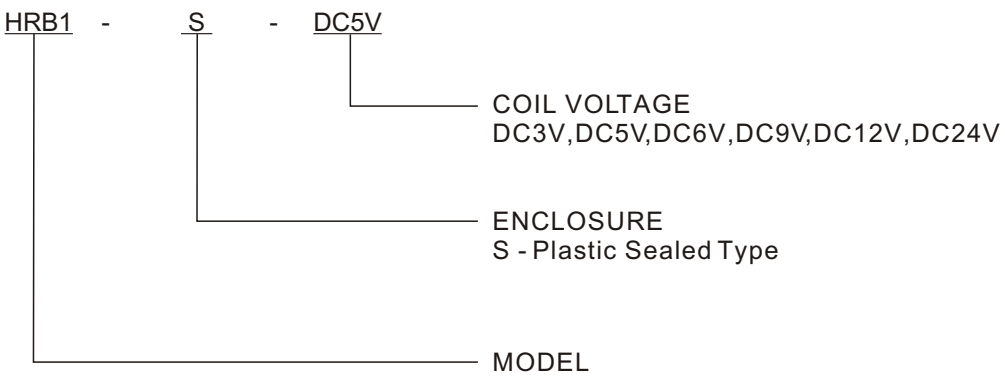 HRB1 - S - DC5V
COIL VOLTAGE
DC3V,DC5V,DC6V,DC9V,DC12V,DC24V
ENCLOSURE
S - Plastic Sealed Type
MODEL